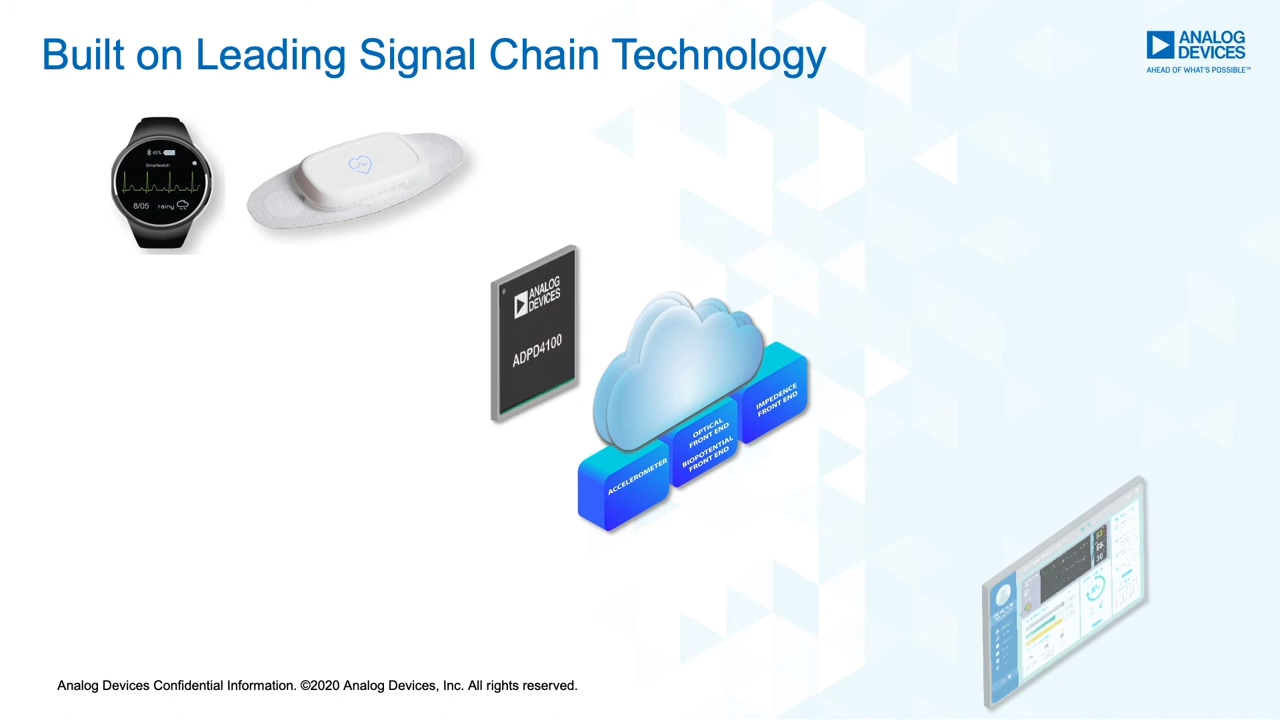 Built on Leading Signal Chain Technology
ANALOG
DEVICES
AHEAD OF WHAT'S POSSIBLE™
45%
Smartwatch
8/05 rainy
ANALOG
DEVICES
ADPD4100
IMPEDENCE
FRONT END
OPTICAL
FRONT END
BIOPOTENTIAL
FRONT END
ACCELEROMETER
Analog Devices Confidential Information. ©2020 Analog Devices, Inc. All rights reserved.